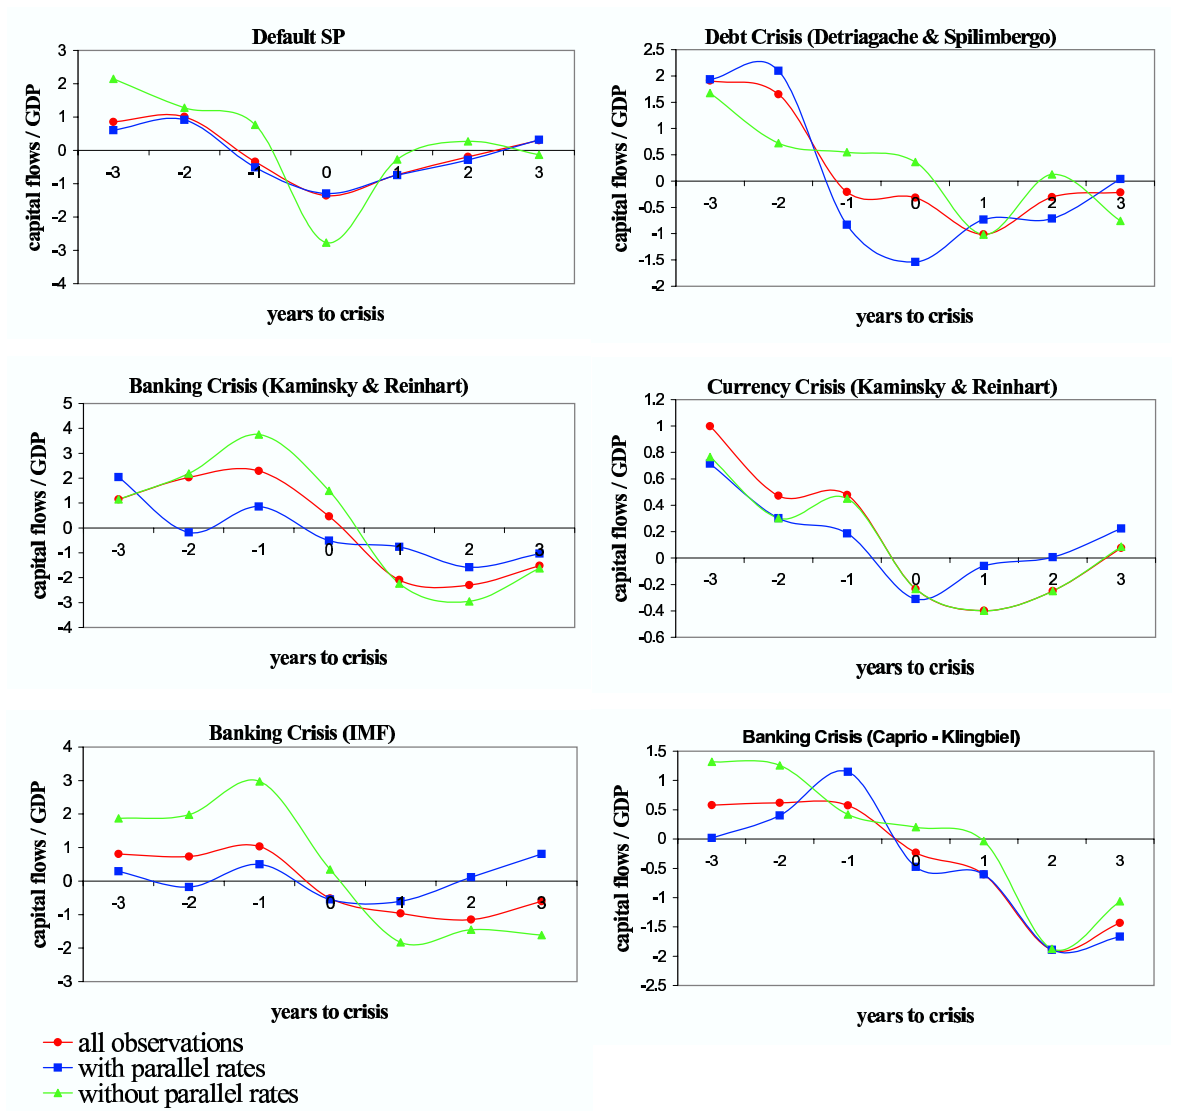 Default SP
3
2
1
0
-1
-2
-3
-4
-3 -2 -1 0 1 2 3
capital flows / GDP
years to crisis
Debt Crisis (Detriagache & Spilimbergo)
2.5
2
1.5
1
0.5
0
-0.5
-1
-1.5
-2
-3 -2 -1 0 1 2 3
capital flows / GDP
years to crisis
Banking Crisis (Kaminsky & Reinhart)
5
4
3
2
1
0
-1
-2
-3
-4
-3 -2 -1 0 1 2 3
capital flows / GDP
years to crisis
Currency Crisis (Kaminsky & Reinhart)
1.2
1
0.8
0.6
0.4
0.2
0
-0.2
-0.4
-0.6
-3 -2 -1 0 1 2 3
capital flows / GDP
years to crisis
Banking Crisis (IMF)
4
3
2
1
0
-1
-2
-3
-3 -2 -1 0 1 2 3
capital flows / GDP
years to crisis
Banking Crisis (Caprio - Klingbiel)
1.5
1
0.5
0
-0.5
-1
-1.5
-2
-2.5
-3 -2 -1 0 1 2 3
capital flows / GDP
years to crisis
all observations
with parallel rates
without parallel rates